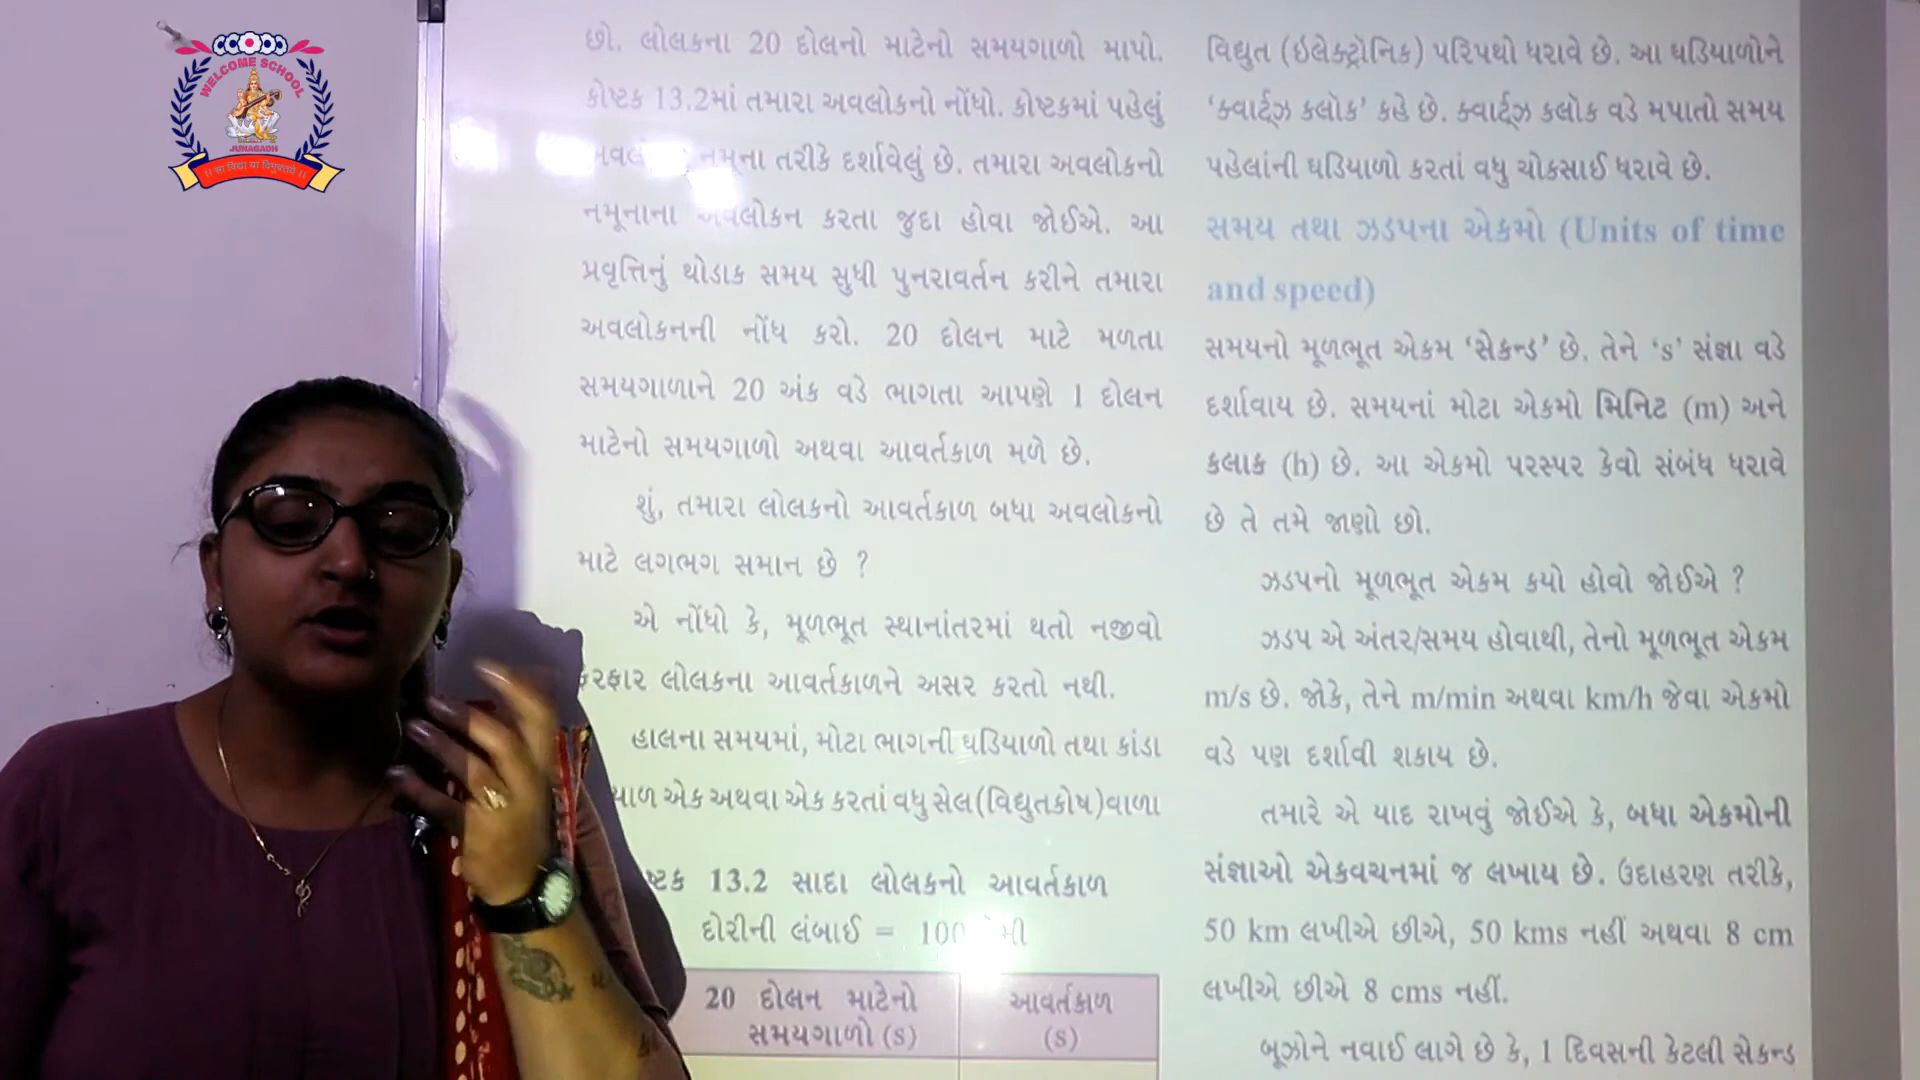 WELCOME SCHOOL
JUNAGADH
।। सा विद्या या विमुक्तये ।।
છો. લોલકના 20 દોલનો માટેનો સમયગાળો માપો.
કોષ્ટક 13.2માં તમારા અવલોકનો નોંધો. કોષ્ટકમાં પહેલું
નમૂના તરીકે દર્શાવેલું છે. તમારા અવલોકનો
નમૂનાના અવલોકન કરતા જુદા હોવા જોઈએ. આ
પ્રવૃત્તિનું થોડાક સમય સુધી પુનરાવર્તન કરીને તમારા
અવલોકનની નોંધ કરો. 20 દોલન માટે મળતા
સમયગાળાને 20 અંક વડે ભાગતા આપણે 1 દોલન
માટેનો સમયગાળો અથવા આવર્તકાળ મળે છે.
શું, તમારા લોલકનો આવર્તકાળ બધા અવલોકનો
માટે લગભગ સમાન છે ?
એ નોંધો કે, મૂળભૂત સ્થાનાંતરમાં થતો નજીવો
ફેરફાર લોલકના આવર્તકાળને અસર કરતો નથી.
હાલના સમયમાં, મોટા ભાગની ઘડિયાળો તથા કાંડા
એક અથવા એક કરતાં વધુ સેલ(વિદ્યુતકોષ)વાળા
13.2 સાદા લોલકનો આવર્તકાળ
દોરીની લંબાઈ = 100
20 દોલન માટેનો
સમયગાળો (s)
આવર્તકાળ
(s)
વિદ્યુત (ઇલેક્ટ્રૉનિક) પરિપથો ધરાવે છે. આ ઘડિયાળોને
‘ક્વાર્ટ્ઝ કલૉક’ કહે છે. ક્વાર્ટ્ઝ કલૉક વડે મપાતો સમય
પહેલાંની ઘડિયાળો કરતાં વધુ ચોકસાઈ ધરાવે છે.
સમય તથા ઝડપના એકમો (Units of time
and speed)
સમયનો મૂળભૂત એકમ ‘સેકન્ડ’ છે. તેને ‘s’ સંજ્ઞા વડે
દર્શાવાય છે. સમયનાં મોટા એકમો મિનિટ (m) અને
કલાક (h) છે. આ એકમો પરસ્પર કેવો સંબંધ ધરાવે
છે તે તમે જાણો છો.
ઝડપનો મૂળભૂત એકમ કયો હોવો જોઈએ ?
ઝડપ એ અંતર/સમય હોવાથી, તેનો મૂળભૂત એકમ
m/s છે. જોકે, તેને m/min અથવા km/h જેવા એકમો
વડે પણ દર્શાવી શકાય છે.
તમારે એ યાદ રાખવું જોઈએ કે, બધા એકમોની
સંજ્ઞાઓ એકવચનમાં જ લખાય છે. ઉદાહરણ તરીકે,
50 km લખીએ છીએ, 50 kms નહીં અથવા 8 cm
લખીએ છીએ 8 cms નહીં.
બૂઝોને નવાઈ લાગે છે કે, 1 દિવસની કેટલી સેકન્ડ